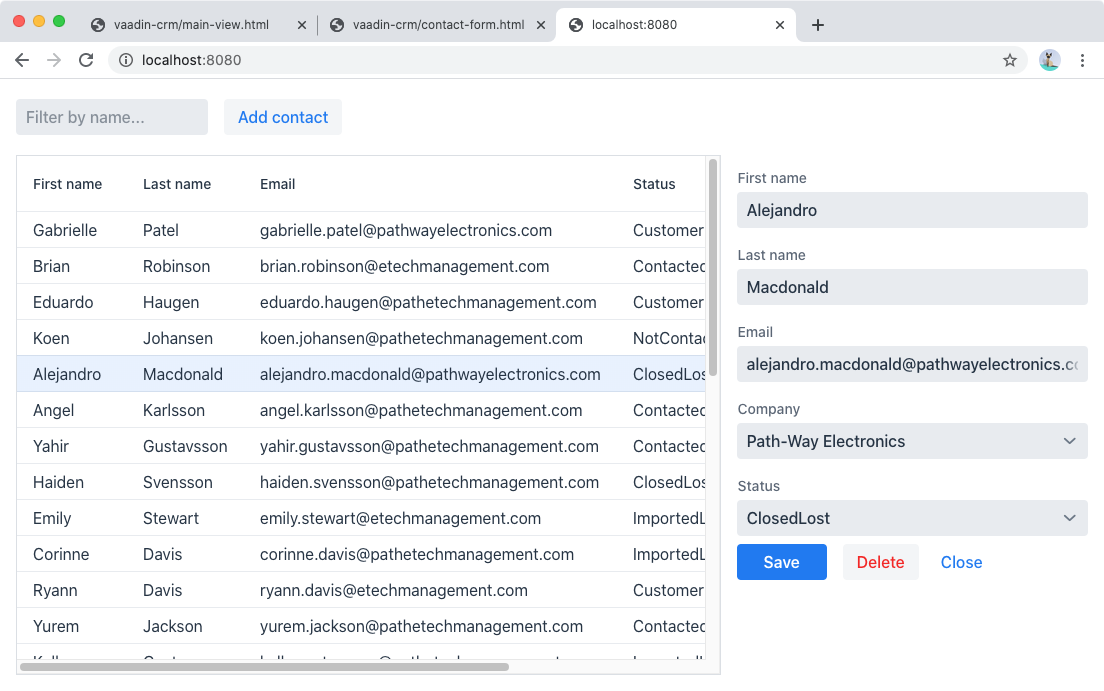 vaadin-crm/main-view.html
vaadin-crm/contact-form.html
localhost:8080
localhost:8080
Filter by name...
Add contact
First name Last name Email Status
Gabrielle Patel gabrielle.patel@pathwayelectronics.com Customer
Brian Robinson brian.robinson@etechmanagement.com Contacted
Eduardo Haugen eduardo.haugen@pathetechmanagement.com Customer
Koen Johansen koen.johansen@pathetechmanagement.com NotContac
Alejandro Macdonald alejandro.macdonald@pathwayelectronics.com ClosedLos
Angel Karlsson angel.karlsson@pathetechmanagement.com Contacted
Yahir Gustavsson yahir.gustavsson@pathetechmanagement.com Contacted
Haiden Svensson haiden.svensson@pathetechmanagement.com ClosedLos
Emily Stewart emily.stewart@etechmanagement.com ImportedL
Corinne Davis corinne.davis@pathetechmanagement.com ImportedL
Ryann Davis ryann.davis@etechmanagement.com Customer
Yurem Jackson yurem.jackson@pathetechmanagement.com Contacted
First name
Alejandro
Last name
Macdonald
Email
alejandro.macdonald@pathwayelectronics.co
Company
Path-Way Electronics
Status
ClosedLost
Save
Delete
Close